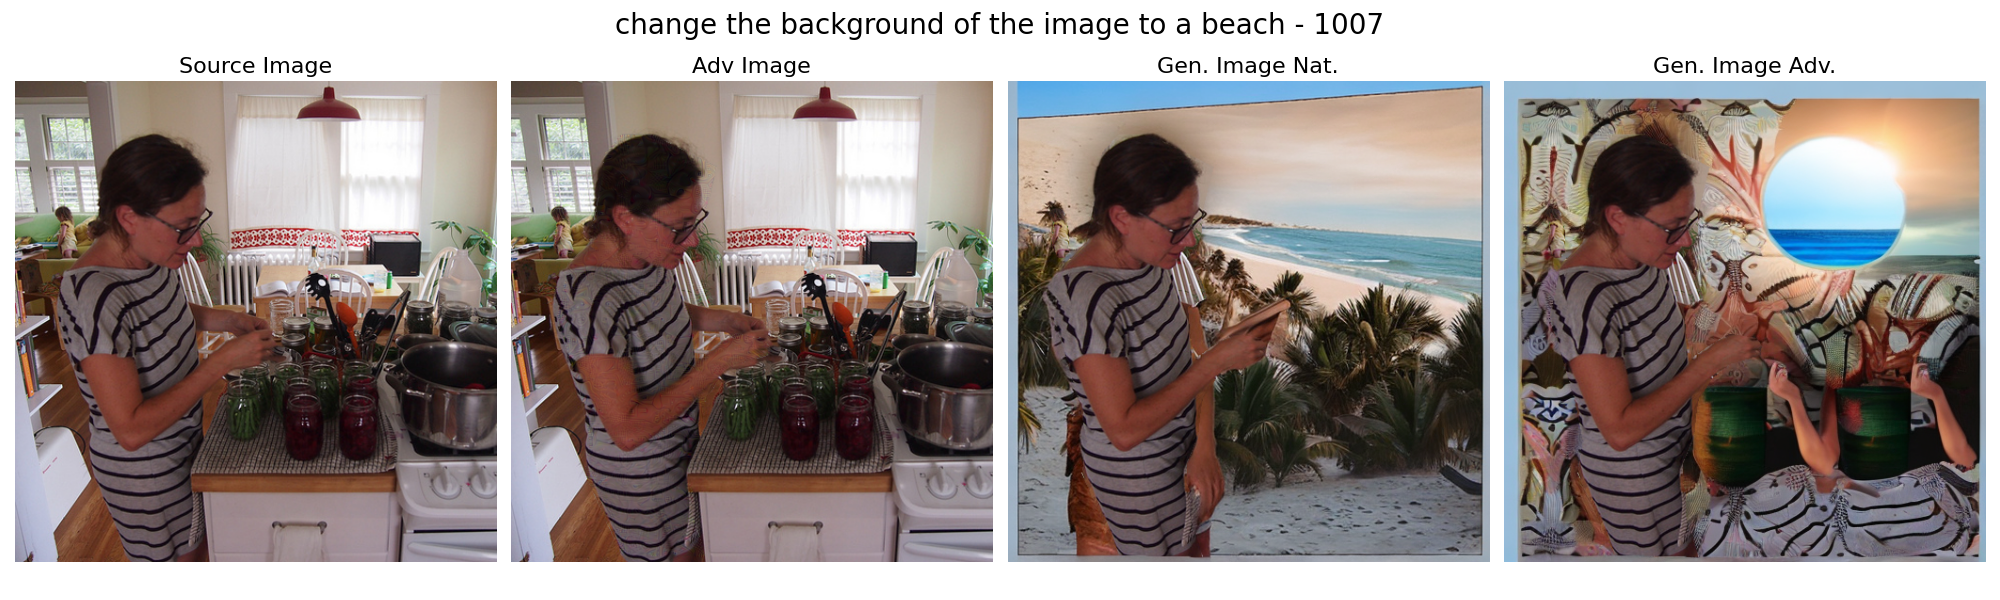 change the background of the image to a beach - 1007
Source Image
Adv Image
Gen. Image Nat.
Gen. Image Adv.